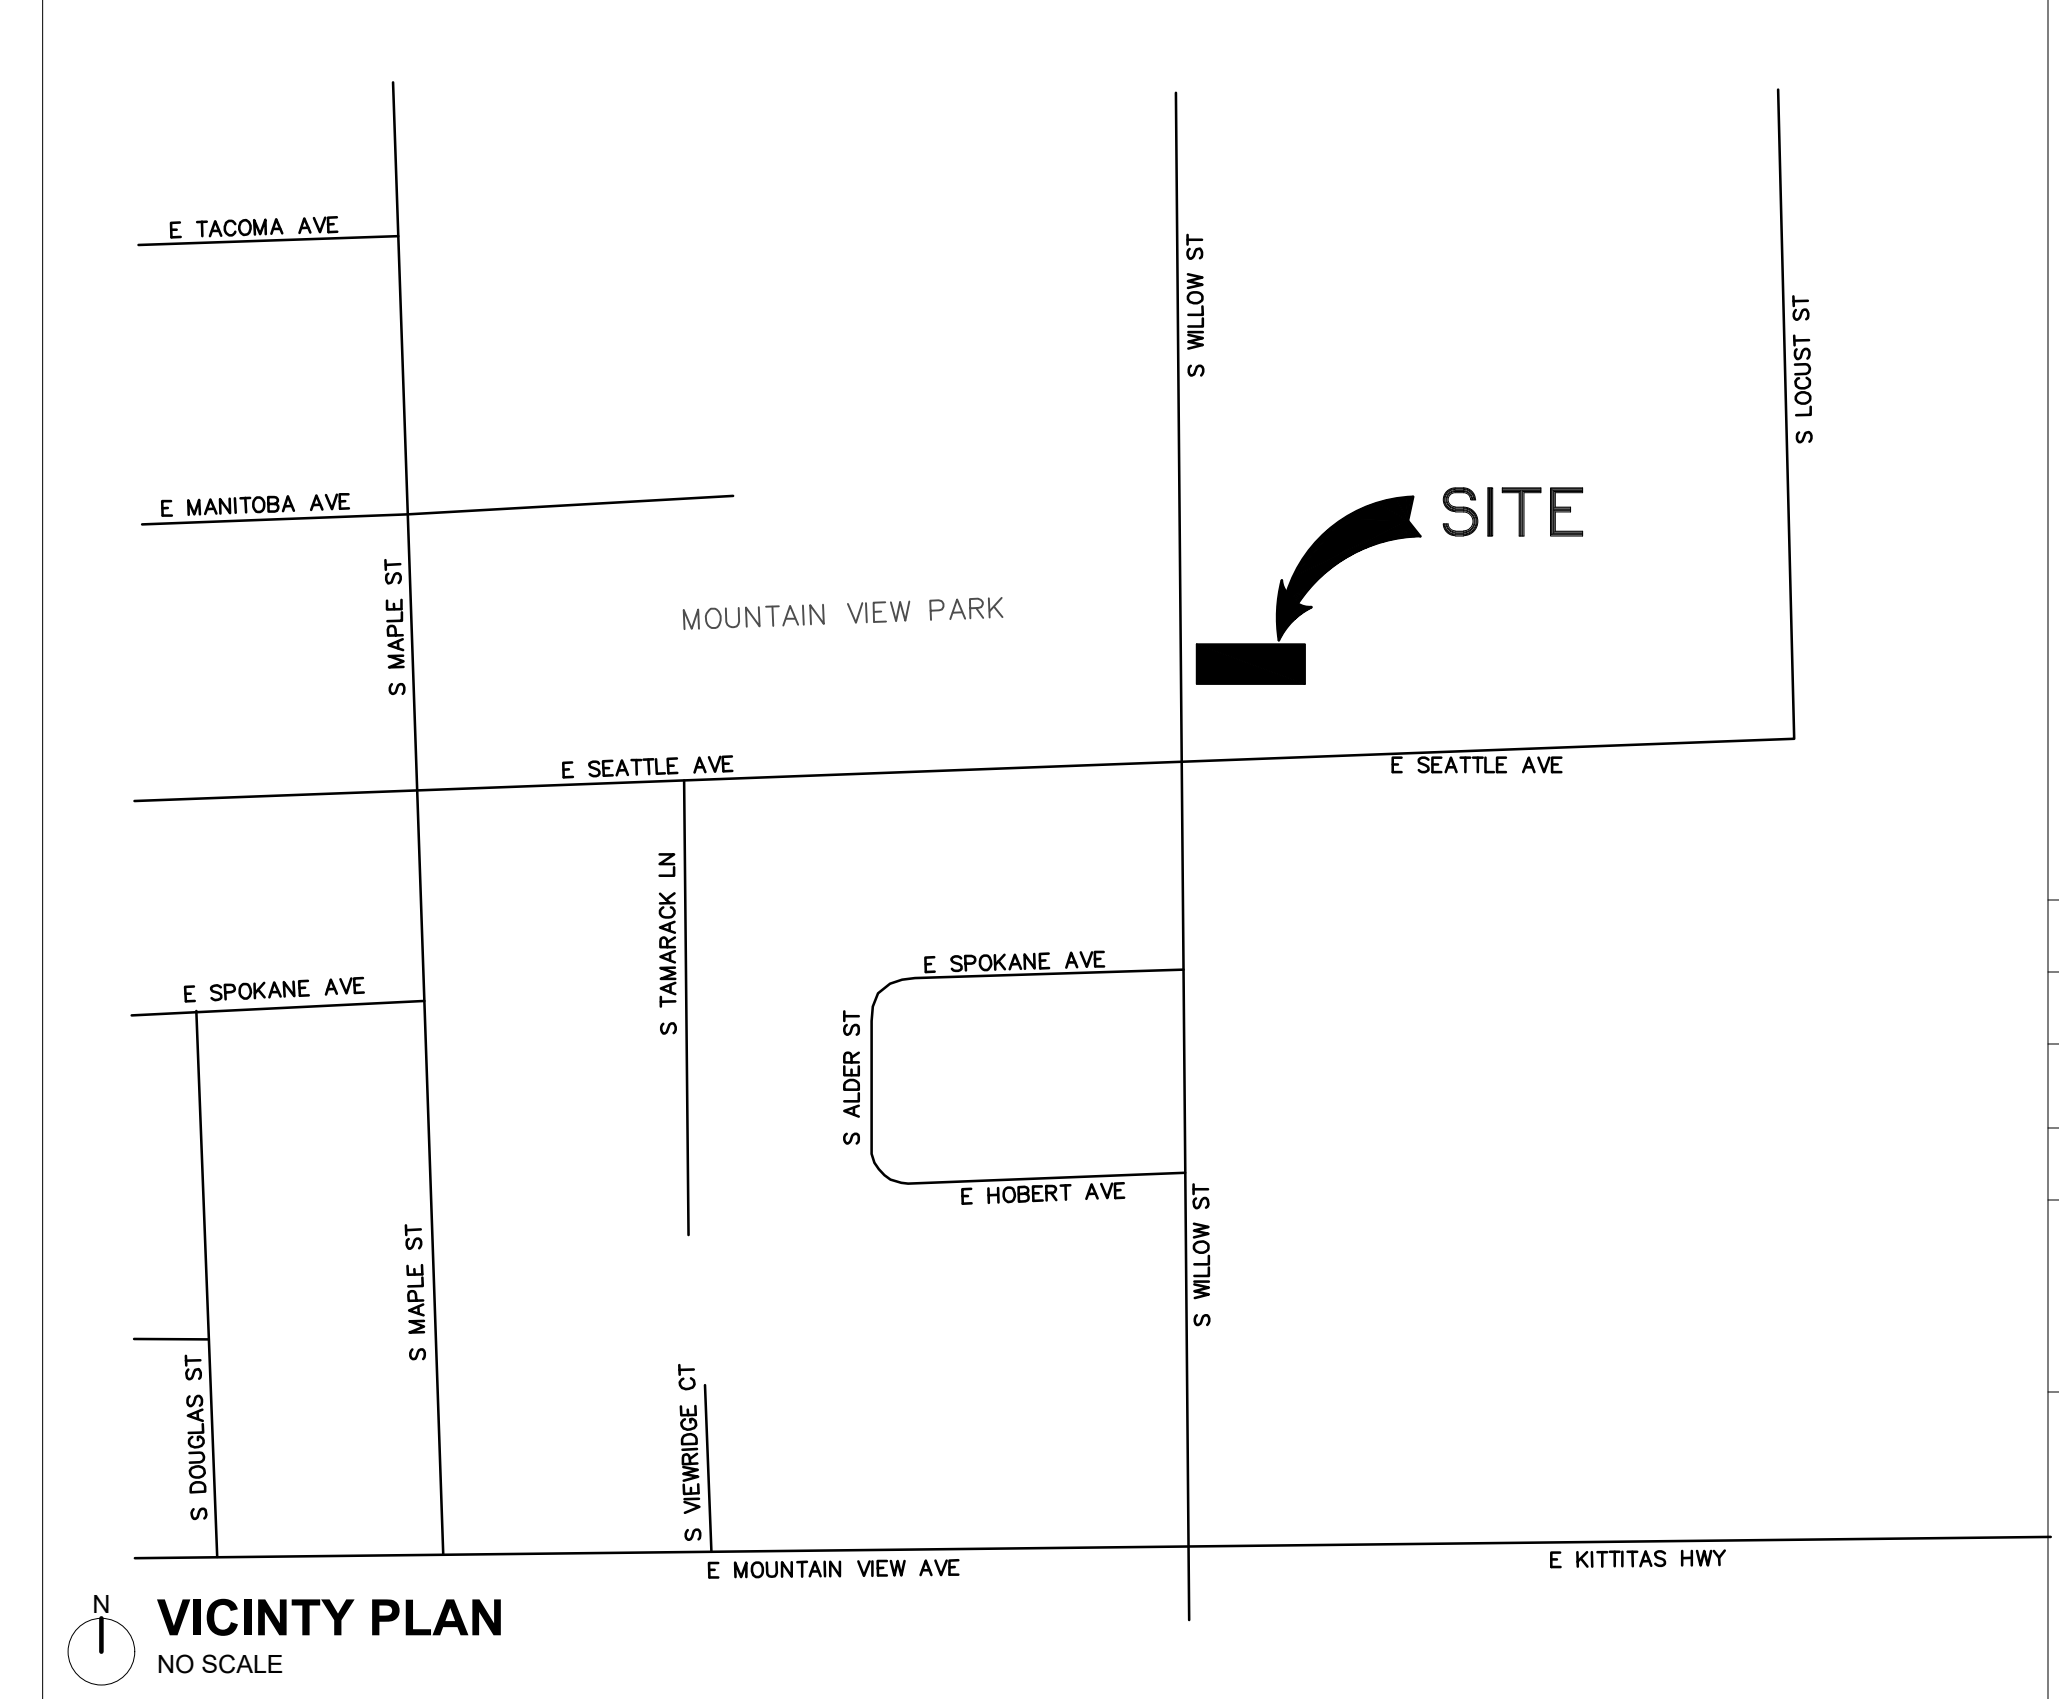 E TACOMA AVE
S WILLOW ST
S LOCUST ST
E MANITOBA AVE
SITE
S MAPLE ST
MOUNTAIN VIEW PARK
E SEATTLE AVE
E SEATTLE AVE
S TAMARACK LN
E SPOKANE AVE
E SPOKANE AVE
S ALDER ST
E HOBERT AVE
S WILLOW ST
S MAPLE ST
S DOUGLAS ST
S VIEWRIDGE CT
E MOUNTAIN VIEW AVE
E KITTITAS HWY
N
VICINTY PLAN
NO SCALE